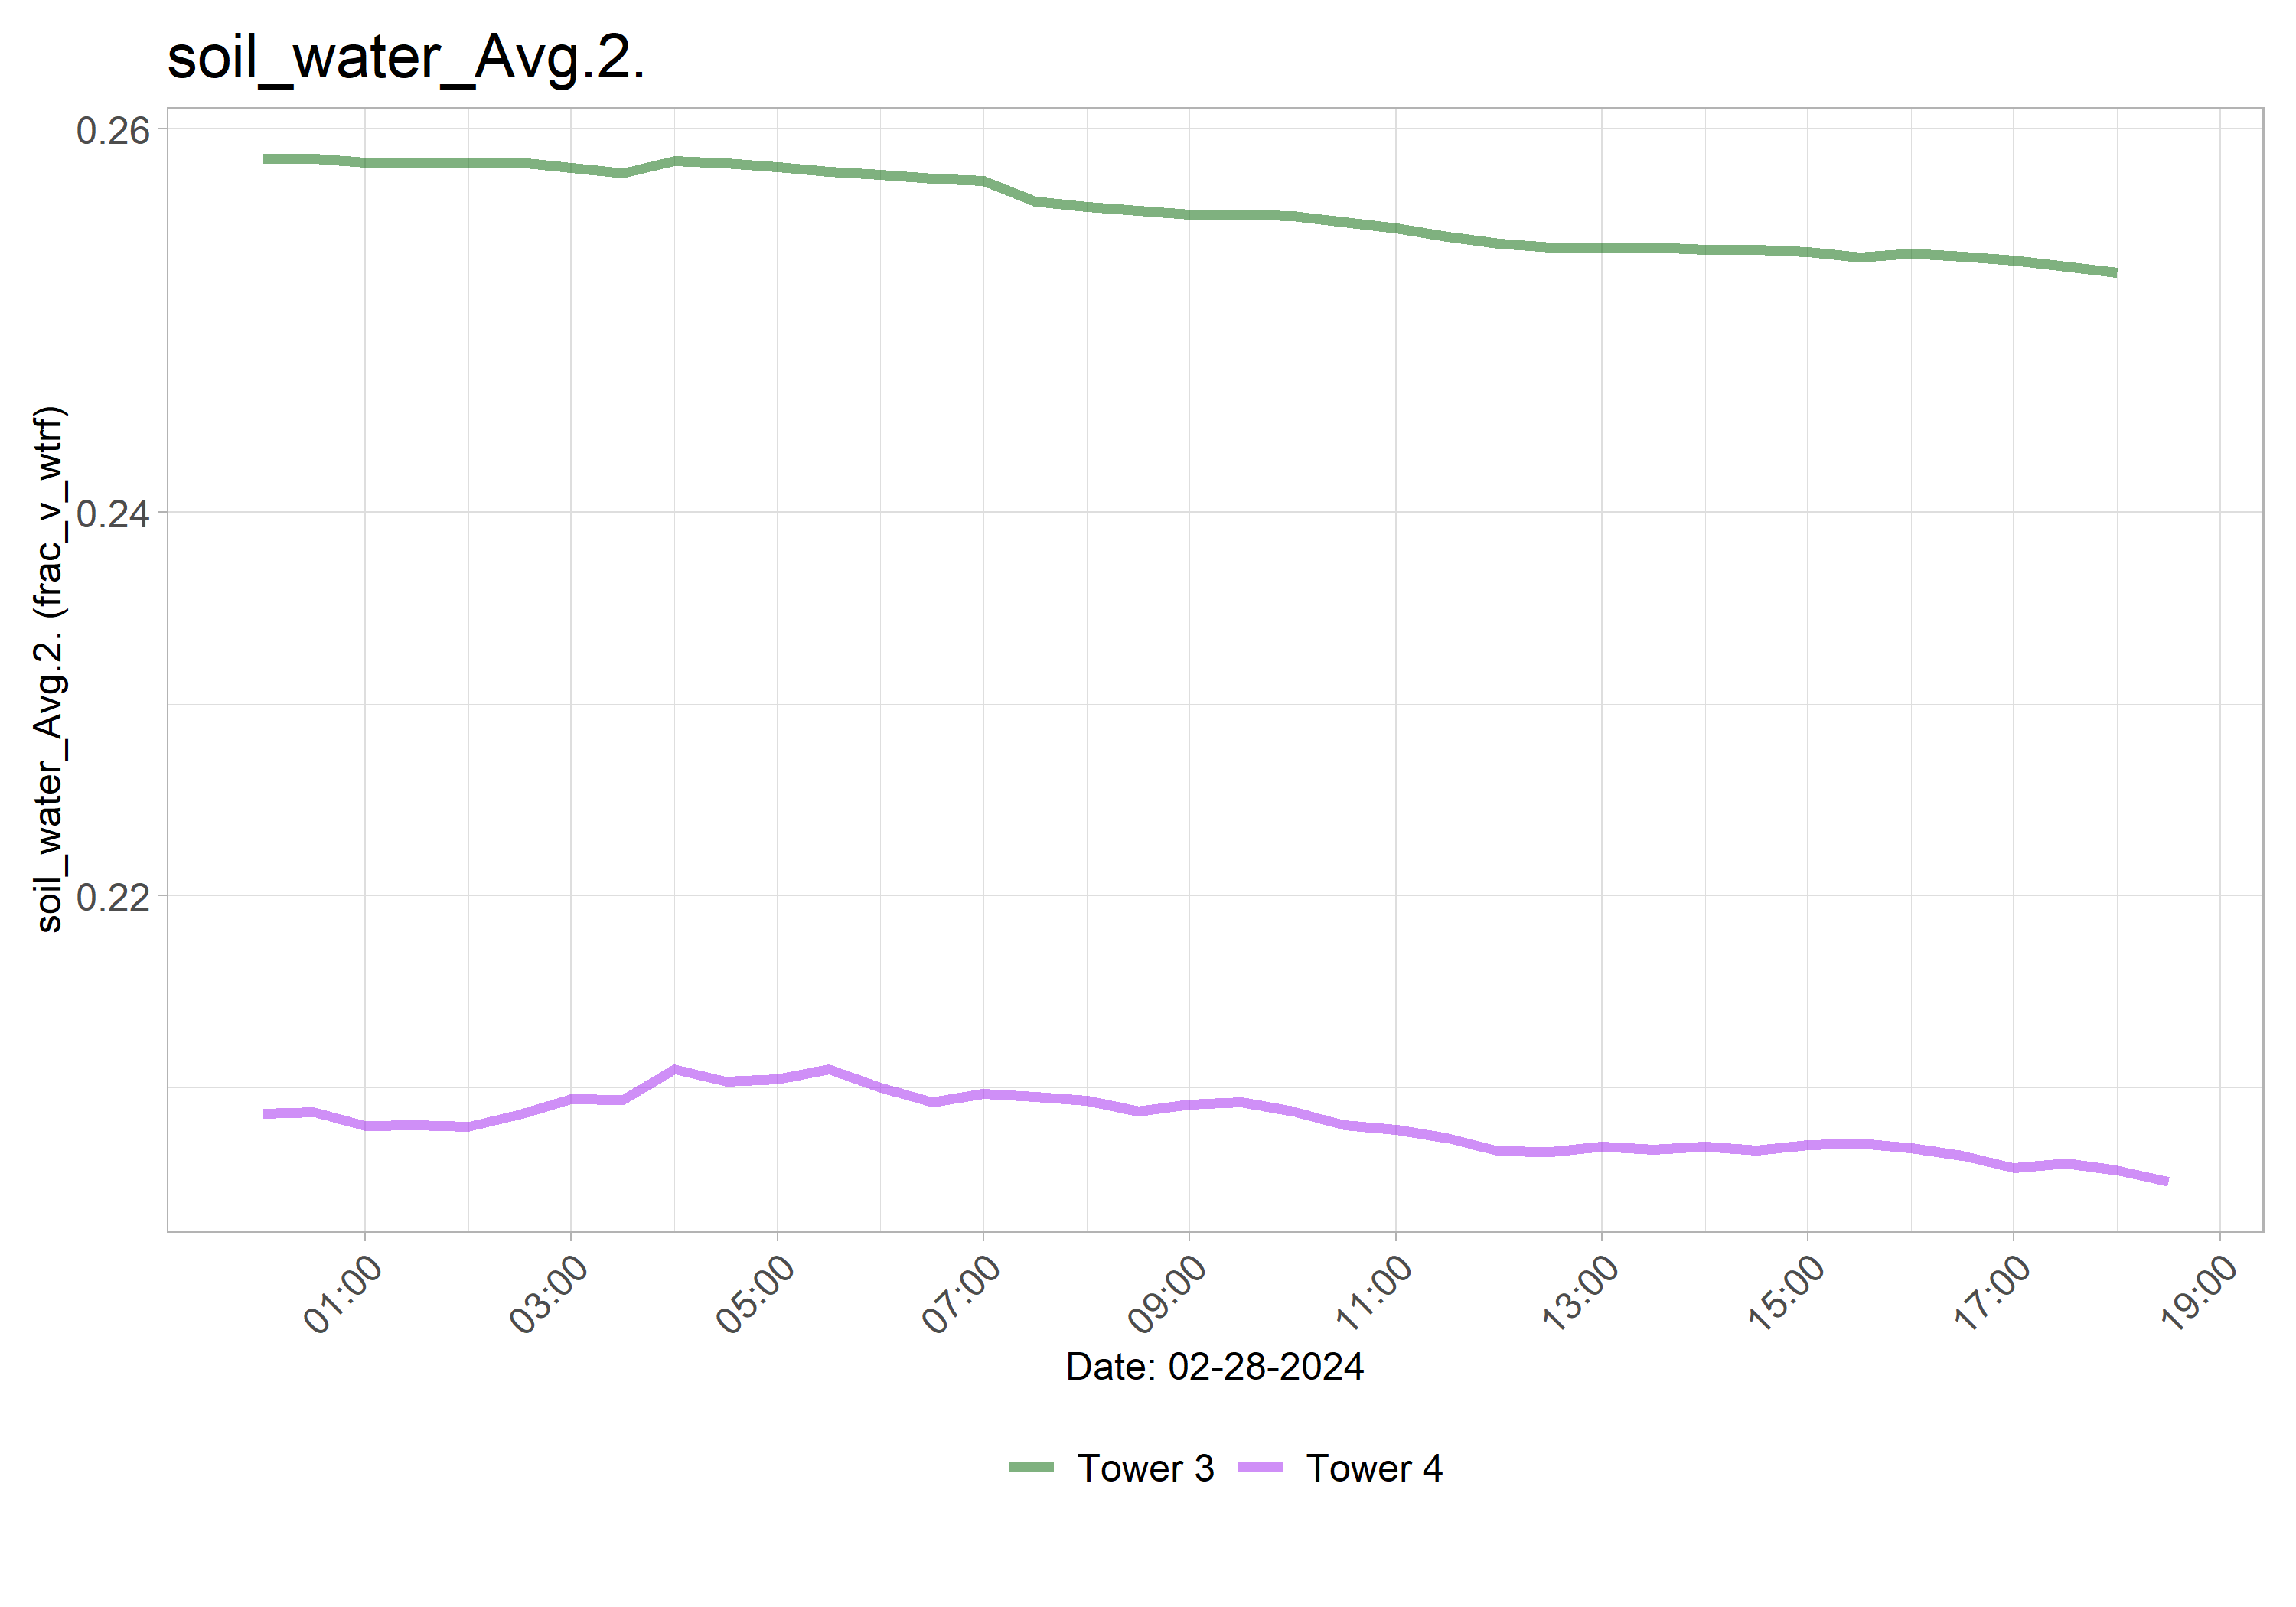 soil_water_Avg.2.
soil_water_Avg.2. (frac_v_wtrf)
0.26
0.24
0.22
01:00 03:00 05:00 07:00 09:00 11:00 13:00 15:00 17:00 19:00
Date: 02-28-2024
Tower 3 Tower 4